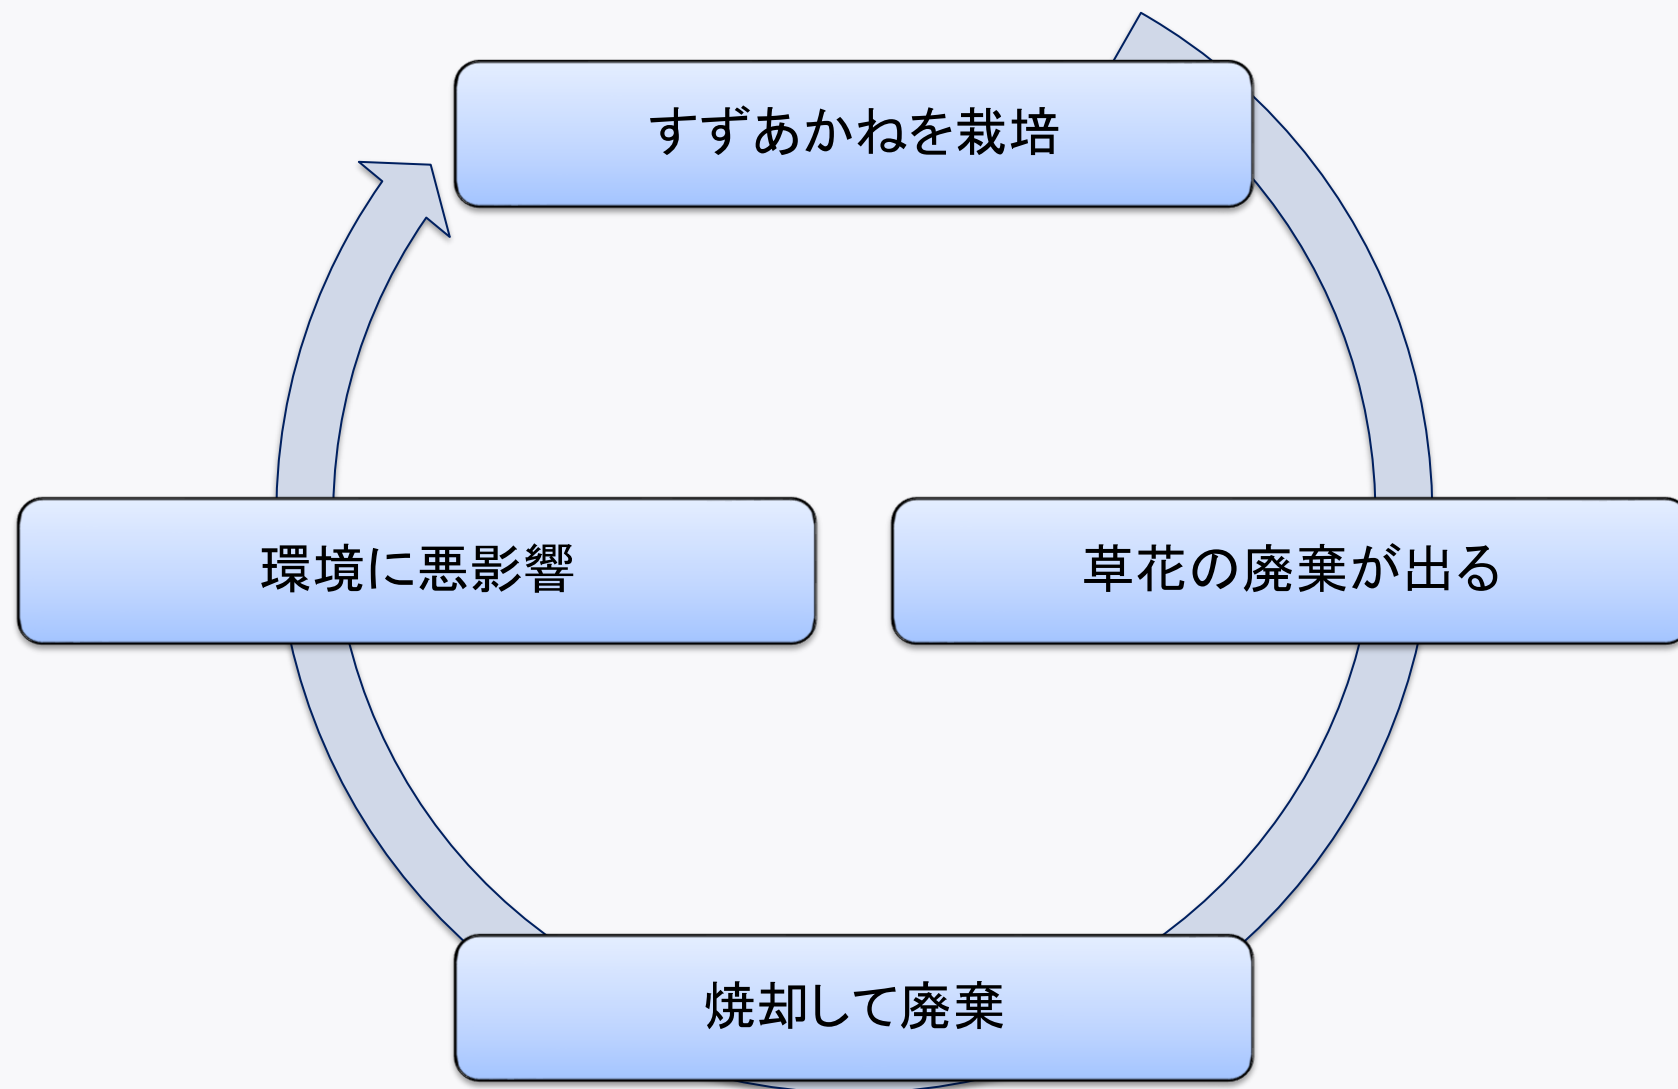 すずあかねを栽培
環境に悪影響
草花の廃棄が出る
焼却して廃棄